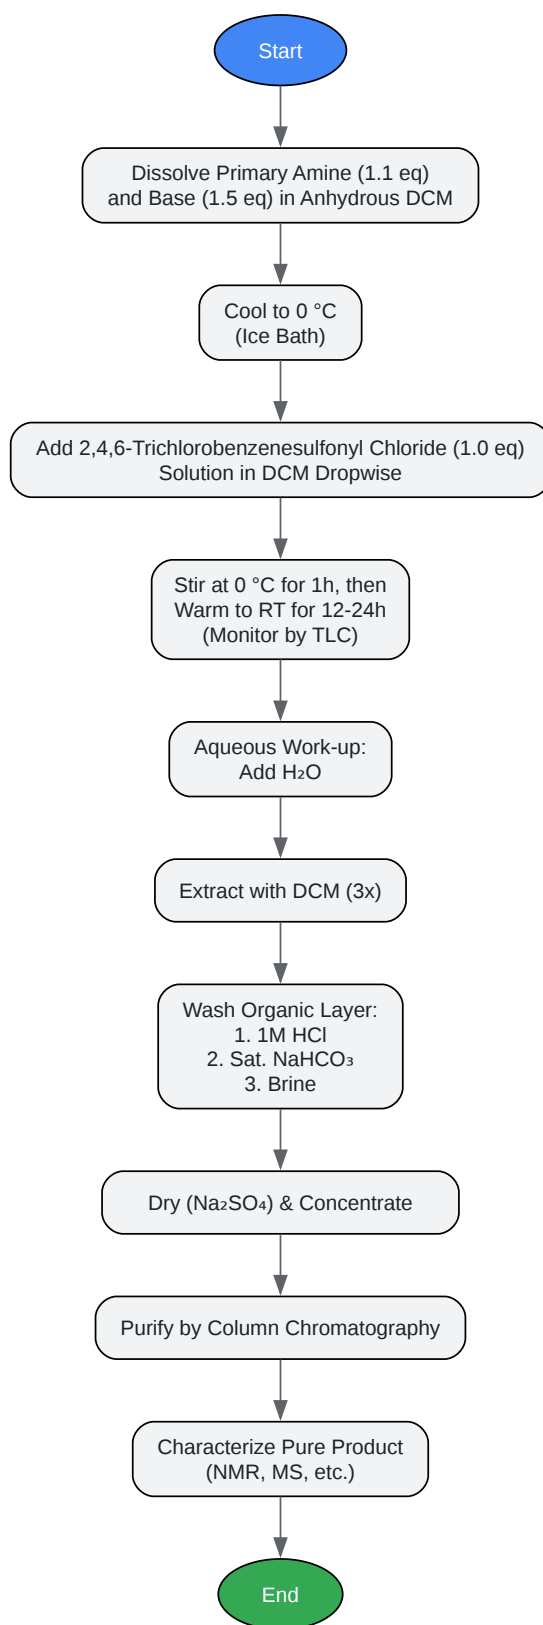 Start
Dissolve Primary Amine (1.1 eq)
and Base (1.5 eq) in Anhydrous DCM
Cool to 0 °C
(Ice Bath)
Add 2,4,6-Trichlorobenzenesulfonyl Chloride (1.0 eq)
Solution in DCM Dropwise
Stir at 0 °C for 1h, then
Warm to RT for 12-24h
(Monitor by TLC)
Aqueous Work-up:
Add H₂O
Extract with DCM (3x)
Wash Organic Layer:
1. 1M HCl
2. Sat. NaHCO₃
3. Brine
Dry (Na₂SO₄) & Concentrate
Purify by Column Chromatography
Characterize Pure Product
(NMR, MS, etc.)
End